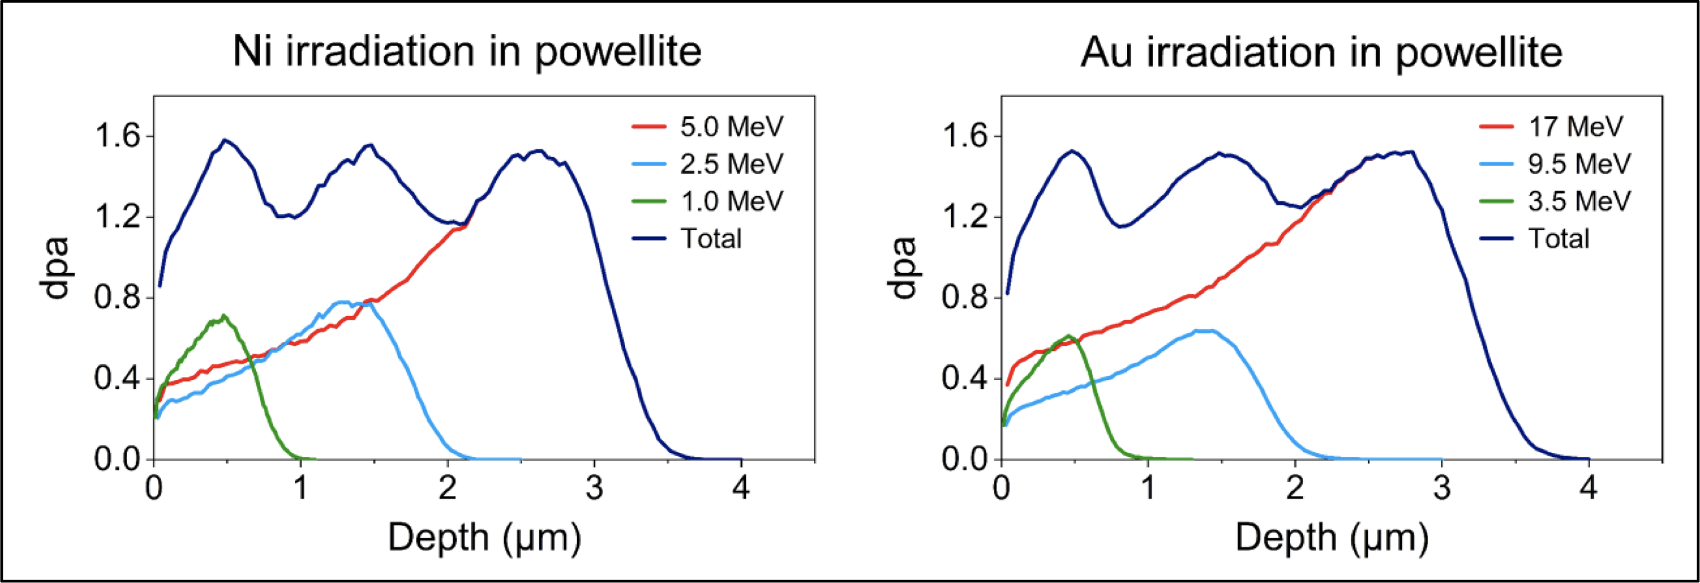 Ni irradiation in powellite
1.6
1.2
0.8
0.4
0.0
dpa
5.0 MeV
2.5 MeV
1.0 MeV
Total
0 1 2 3 4
Depth (μm)
Au irradiation in powellite
1.6
1.2
0.8
0.4
0.0
dpa
17 MeV
9.5 MeV
3.5 MeV
Total
0 1 2 3 4
Depth (μm)